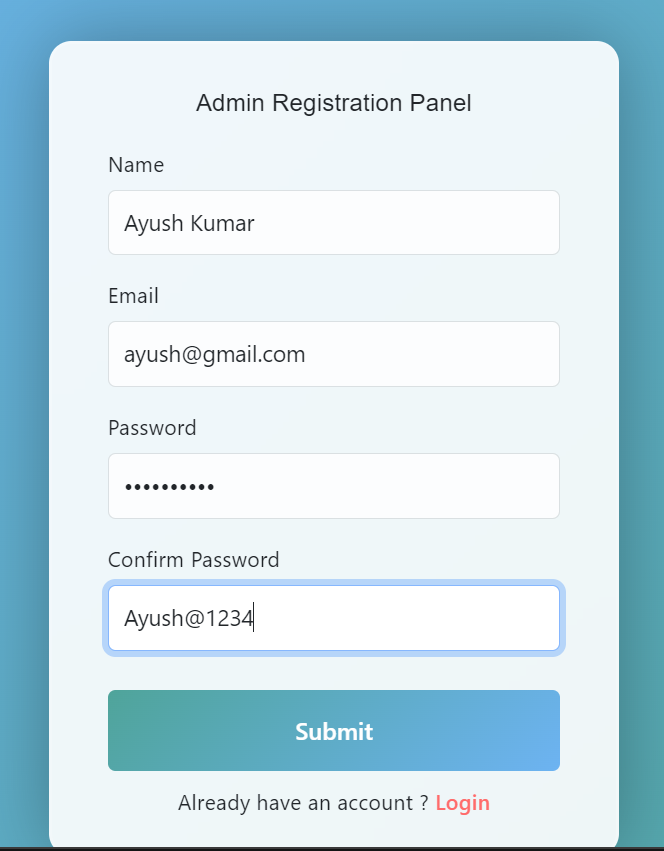 Admin Registration Panel
Name
Ayush Kumar
Email
ayush@gmail.com
Password
••••••••••
Confirm Password
Ayush@1234
Submit
Already have an account ? Login